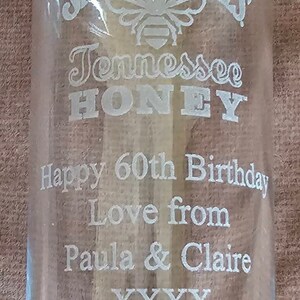 Tennessee
HONEY
Happy 60th Birthday
Love from
Paula & Claire
XXXX